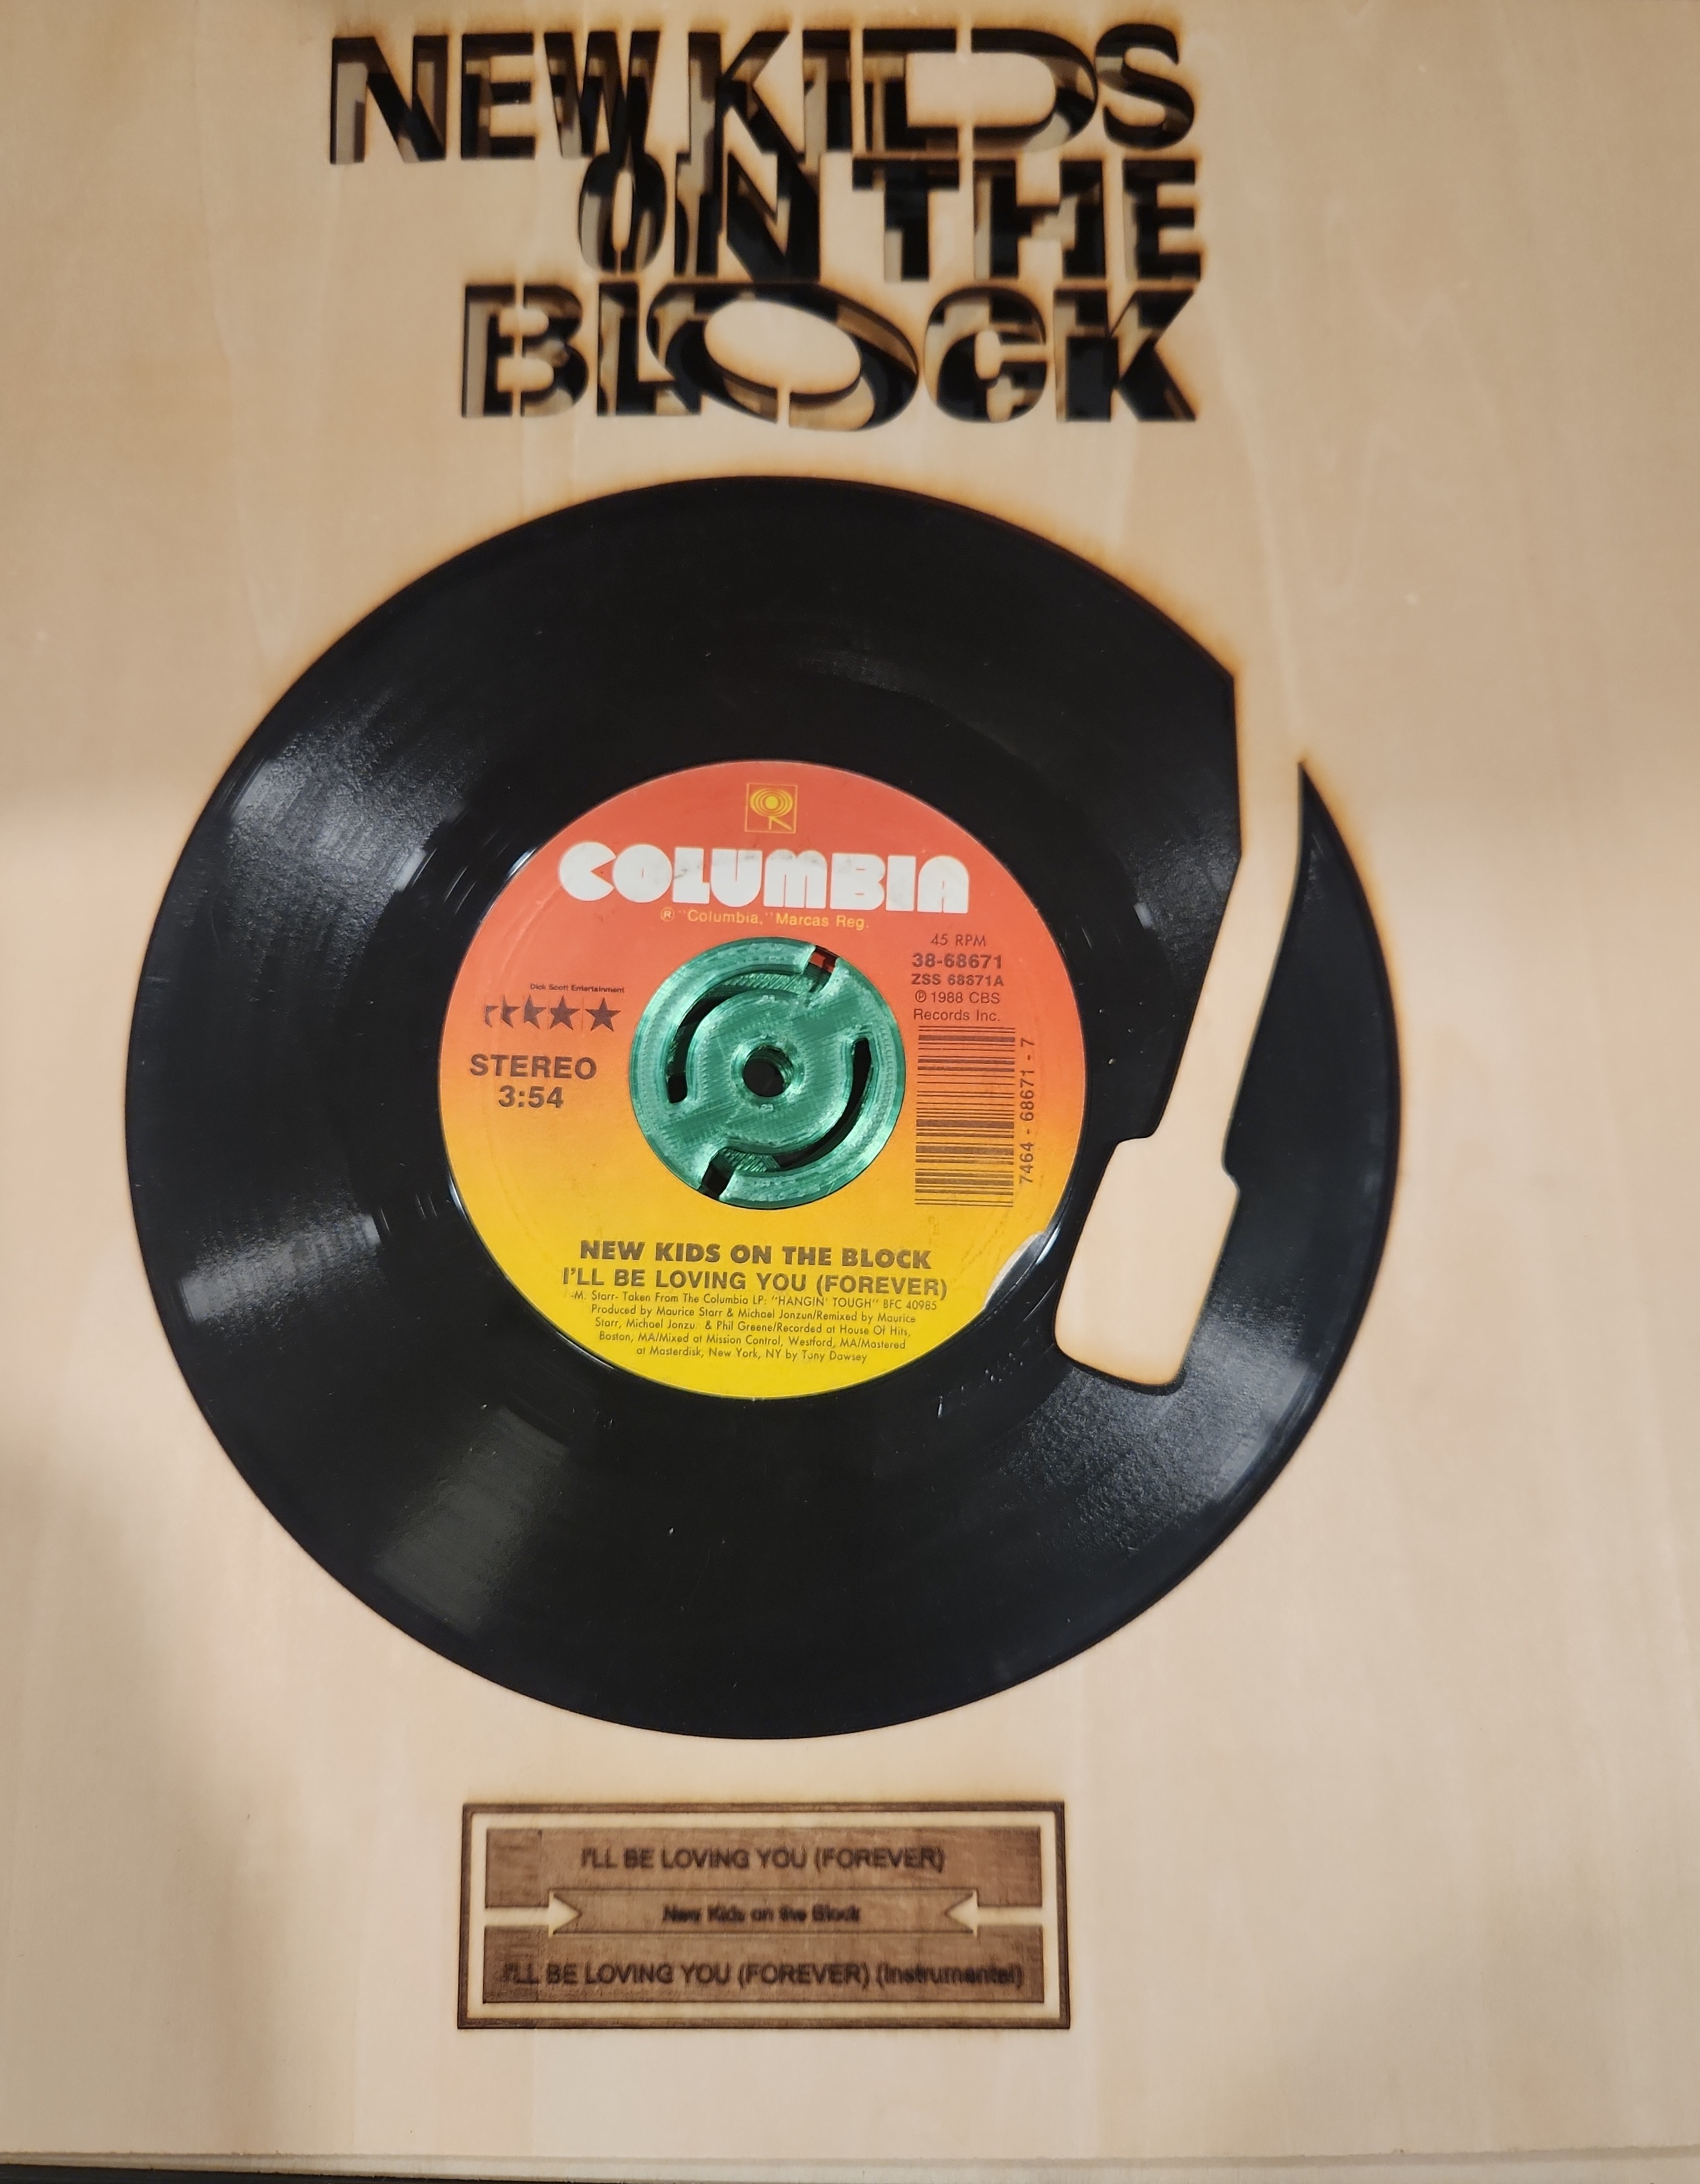 NEW KIDS
ON THE
BLOCK
COLUMBIA
® "Columbia," Marcas Reg.
45 RPM
38-68671
ZSS 68671A
℗ 1988 CBS
Records Inc.
Dick Scott Entertainment
STEREO
3:54
7464 - 68671 - 7
NEW KIDS ON THE BLOCK
I'LL BE LOVING YOU (FOREVER)
-M. Starr- Taken From The Columbia LP: "HANGIN' TOUGH" BFC 40985
Produced by Maurice Starr & Michael Jonzun/Remixed by Maurice
Starr, Michael Jonzu & Phil Greene/Recorded at House Of Hits,
Boston, MA/Mixed at Mission Control, Westford, MA/Mastered
at Masterdisk, New York, NY by Tony Dawsey
I'LL BE LOVING YOU (FOREVER)
New Kids on the Block
I'LL BE LOVING YOU (FOREVER) (Instrumental)